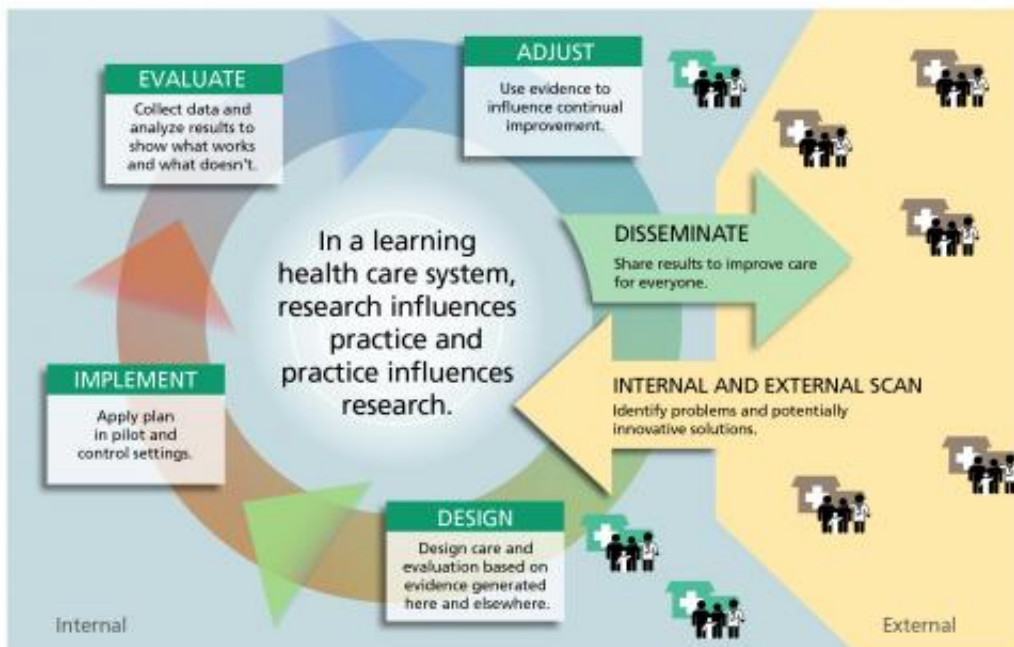 EVALUATE
Collect data and
analyze results to
show what works
and what doesn't.
ADJUST
Use evidence to
influence continual
improvement.
In a learning
health care system,
research influences
practice and
practice influences
research.
DISSEMINATE
Share results to improve care
for everyone.
INTERNAL AND EXTERNAL SCAN
Identify problems and potentially
innovative solutions.
IMPLEMENT
Apply plan
in pilot and
control settings.
DESIGN
Design care and
evaluation based on
evidence generated
here and elsewhere.
Internal
External